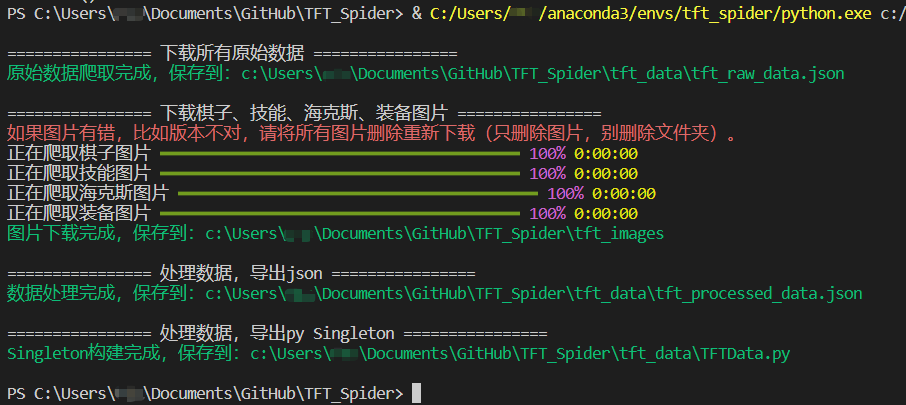 PS C:\Users\ \Documents\GitHub\TFT_Spider> & C:/Users/ /anaconda3/envs/tft_spider/python.exe c:/
================ 下载所有原始数据 ================
原始数据爬取完成，保存到：c:\Users\ \Documents\GitHub\TFT_Spider\tft_data\tft_raw_data.json
================ 下载棋子、技能、海克斯、装备图片 ================
如果图片有错，比如版本不对，请将所有图片删除重新下载（只删除图片，别删除文件夹）。
正在爬取棋子图片 100% 0:00:00
正在爬取技能图片 100% 0:00:00
正在爬取海克斯图片 100% 0:00:00
正在爬取装备图片 100% 0:00:00
图片下载完成，保存到：c:\Users\ \Documents\GitHub\TFT_Spider\tft_images
================ 处理数据，导出json ================
数据处理完成，保存到：c:\Users\ \Documents\GitHub\TFT_Spider\tft_data\tft_processed_data.json
================ 处理数据，导出py Singleton ================
Singleton构建完成，保存到：c:\Users\ \Documents\GitHub\TFT_Spider\tft_data\TFTData.py
PS C:\Users\ \Documents\GitHub\TFT_Spider>